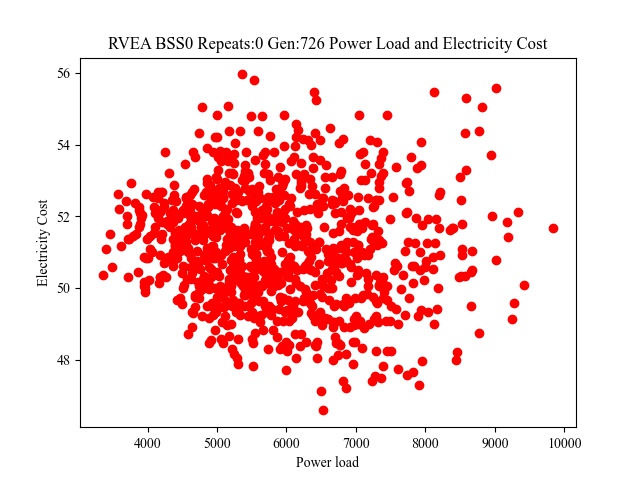 RVEA BSS0 Repeats:0 Gen:726 Power Load and Electricity Cost
56
54
52
50
48
Electricity Cost
4000 5000 6000 7000 8000 9000 10000
Power load